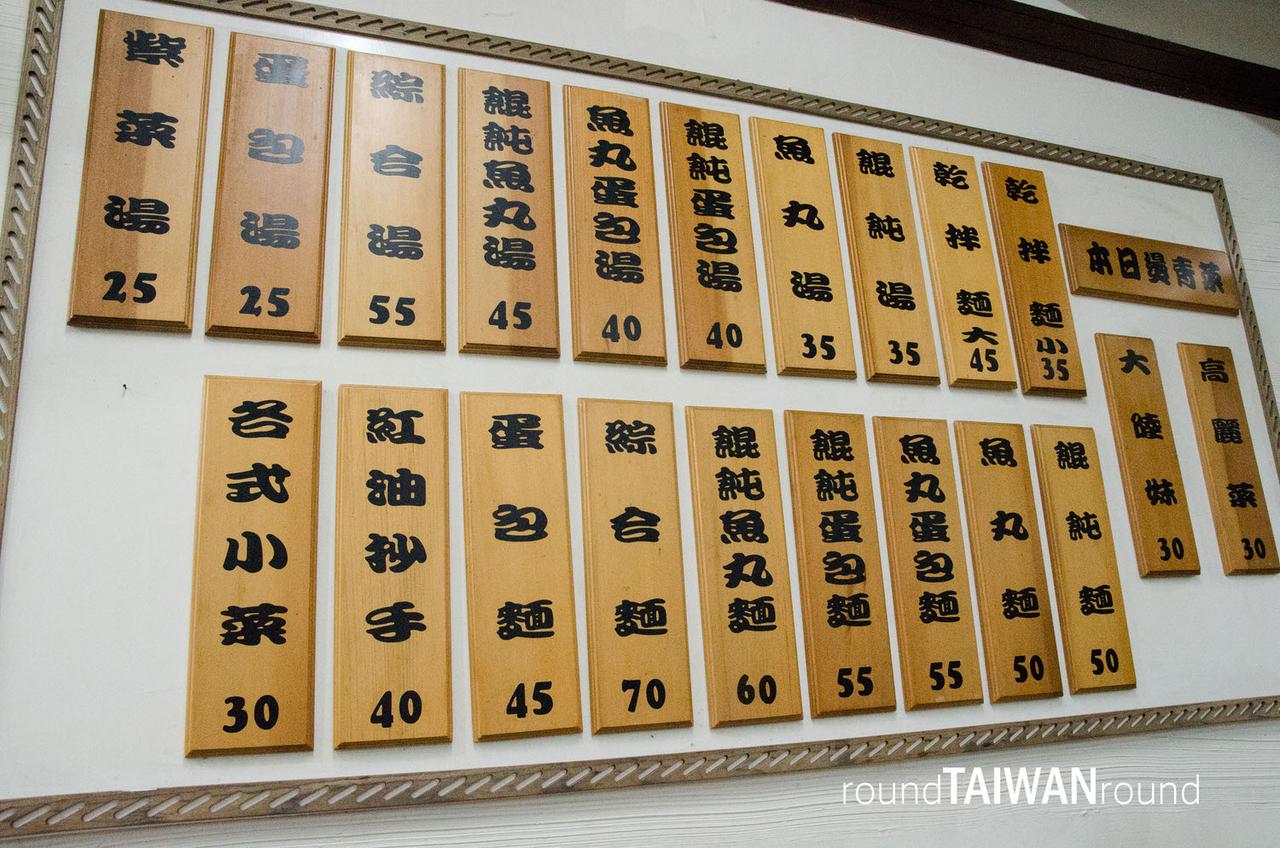 本日燙青菜
高麗菜 30
大陸妹 30
乾拌麵小 35
乾拌麵大 45
餛飩湯 35
魚丸湯 35
餛飩蛋包湯 40
魚丸蛋包湯 40
餛飩魚丸湯 45
綜合湯 55
蛋包湯 25
紫菜湯 25
餛飩麵 50
魚丸麵 50
魚丸蛋包麵 55
餛飩蛋包麵 55
餛飩魚丸麵 60
綜合麵 70
蛋包麵 45
紅油抄手 40
各式小菜 30
roundTAIWANround